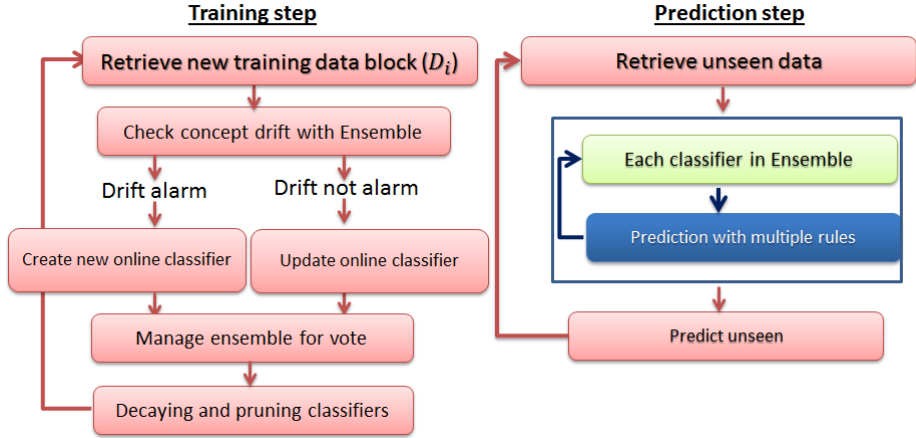 Training step
Retrieve new training data block (D_i)
Check concept drift with Ensemble
Drift alarm
Drift not alarm
Create new online classifier
Update online classifier
Manage ensemble for vote
Decaying and pruning classifiers
Prediction step
Retrieve unseen data
Each classifier in Ensemble
Prediction with multiple rules
Predict unseen